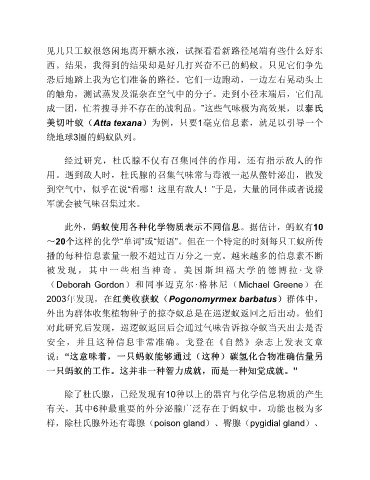 见几只工蚁很悠闲地离开糖水液，试探看看新路径尾端有些什么好东
西。结果，我得到的结果却是好几打兴奋不已的蚂蚁。只见它们争先
恐后地踏上我为它们准备的路径。它们一边跑动，一边左右晃动头上
的触角，测试蒸发及混杂在空气中的分子。走到小径末端后，它们乱
成一团，忙着搜寻并不存在的战利品。”这些气味极为高效果，以泰氏
美切叶蚁（Atta texana）为例，只要1毫克信息素，就足以引导一个
绕地球3圈的蚂蚁队列。
经过研究，杜氏腺不仅有召集同伴的作用，还有指示敌人的作
用。遇到敌人时，杜氏腺的召集气味常与毒液一起从螫针泌出，散发
到空气中，似乎在说“看哪！这里有敌人！”于是，大量的同伴或者说援
军就会被气味召集过来。
此外，蚂蚁使用各种化学物质表示不同信息。据估计，蚂蚁有10
～20个这样的化学“单词”或“短语”。但在一个特定的时刻每只工蚁所传
播的每种信息素量一般不超过百万分之一克。越来越多的信息素不断
被发现，其中一些相当神奇。美国斯坦福大学的德博拉·戈登
（Deborah Gordon）和同事迈克尔·格林尼（Michael Greene）在
2003年发现，在红美收获蚁（Pogonomyrmex barbatus）群体中，
外出为群体收集植物种子的掠夺蚁总是在巡逻蚁返回之后出动。他们
对此研究后发现，巡逻蚁返回后会通过气味告诉掠夺蚁当天出去是否
安全，并且这种信息非常准确。戈登在《自然》杂志上发表文章
说：“这意味着，一只蚂蚁能够通过（这种）碳氢化合物准确估量另
一只蚂蚁的工作。这并非一种智力成就，而是一种知觉成就。”
除了杜氏腺，已经发现有10种以上的器官与化学信息物质的产生
有关，其中6种最重要的外分泌腺广泛存在于蚂蚁中，功能也极为多
样，除杜氏腺外还有毒腺（poison gland）、臀腺（pygidial gland）、